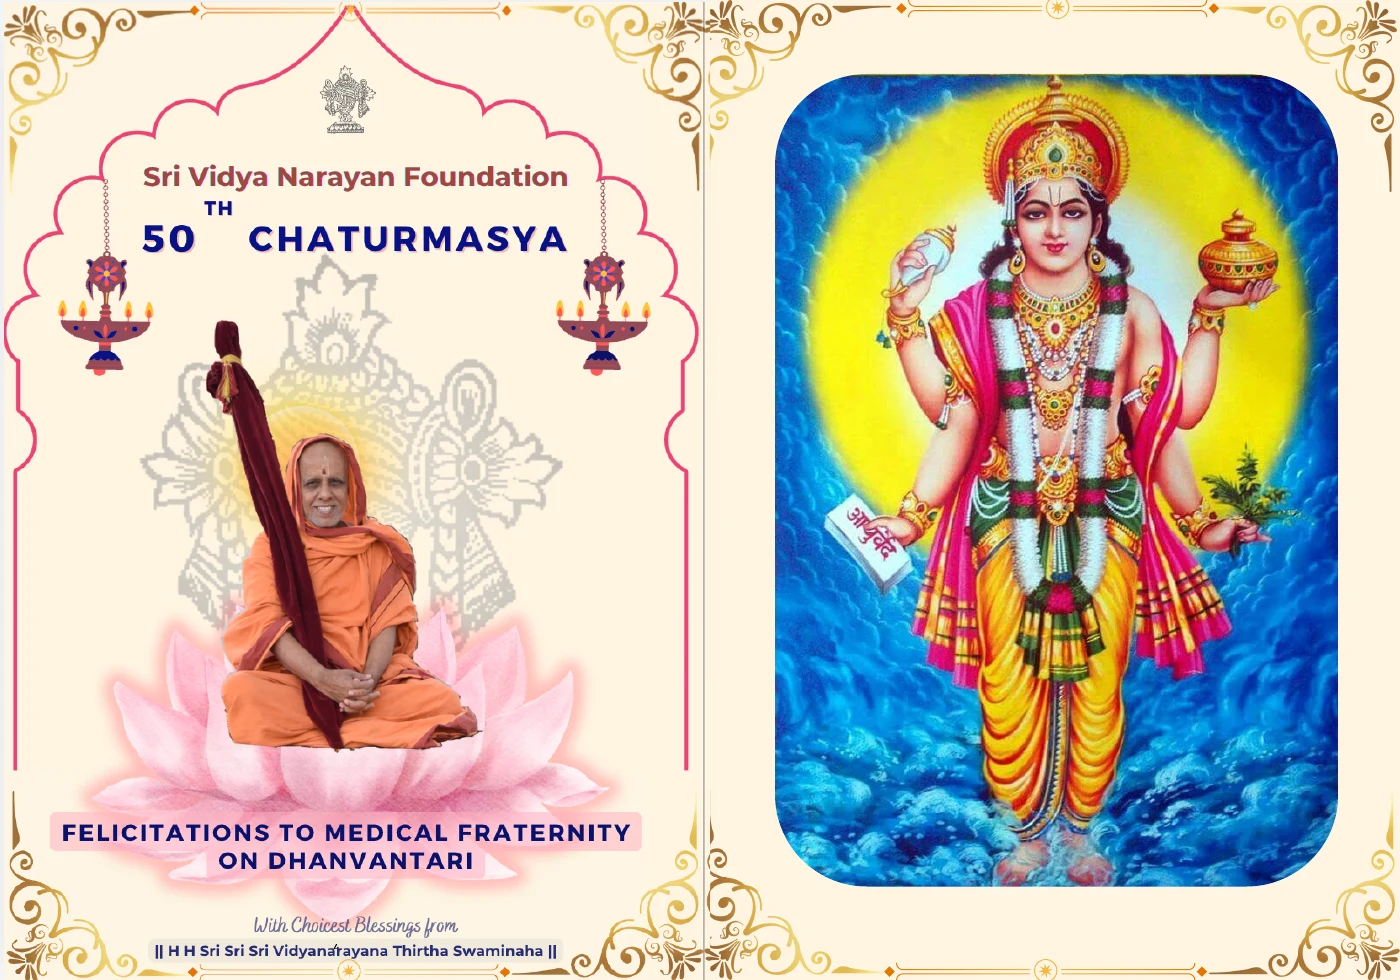 Sri Vidya Narayan Foundation
50TH CHATURMASYA
FELICITATIONS TO MEDICAL FRATERNITY
ON DHANVANTARI
With Choicest Blessings from
|| H H Sri Sri Sri Vidyanarayana Thirtha Swaminaha ||
आयुर्वेद